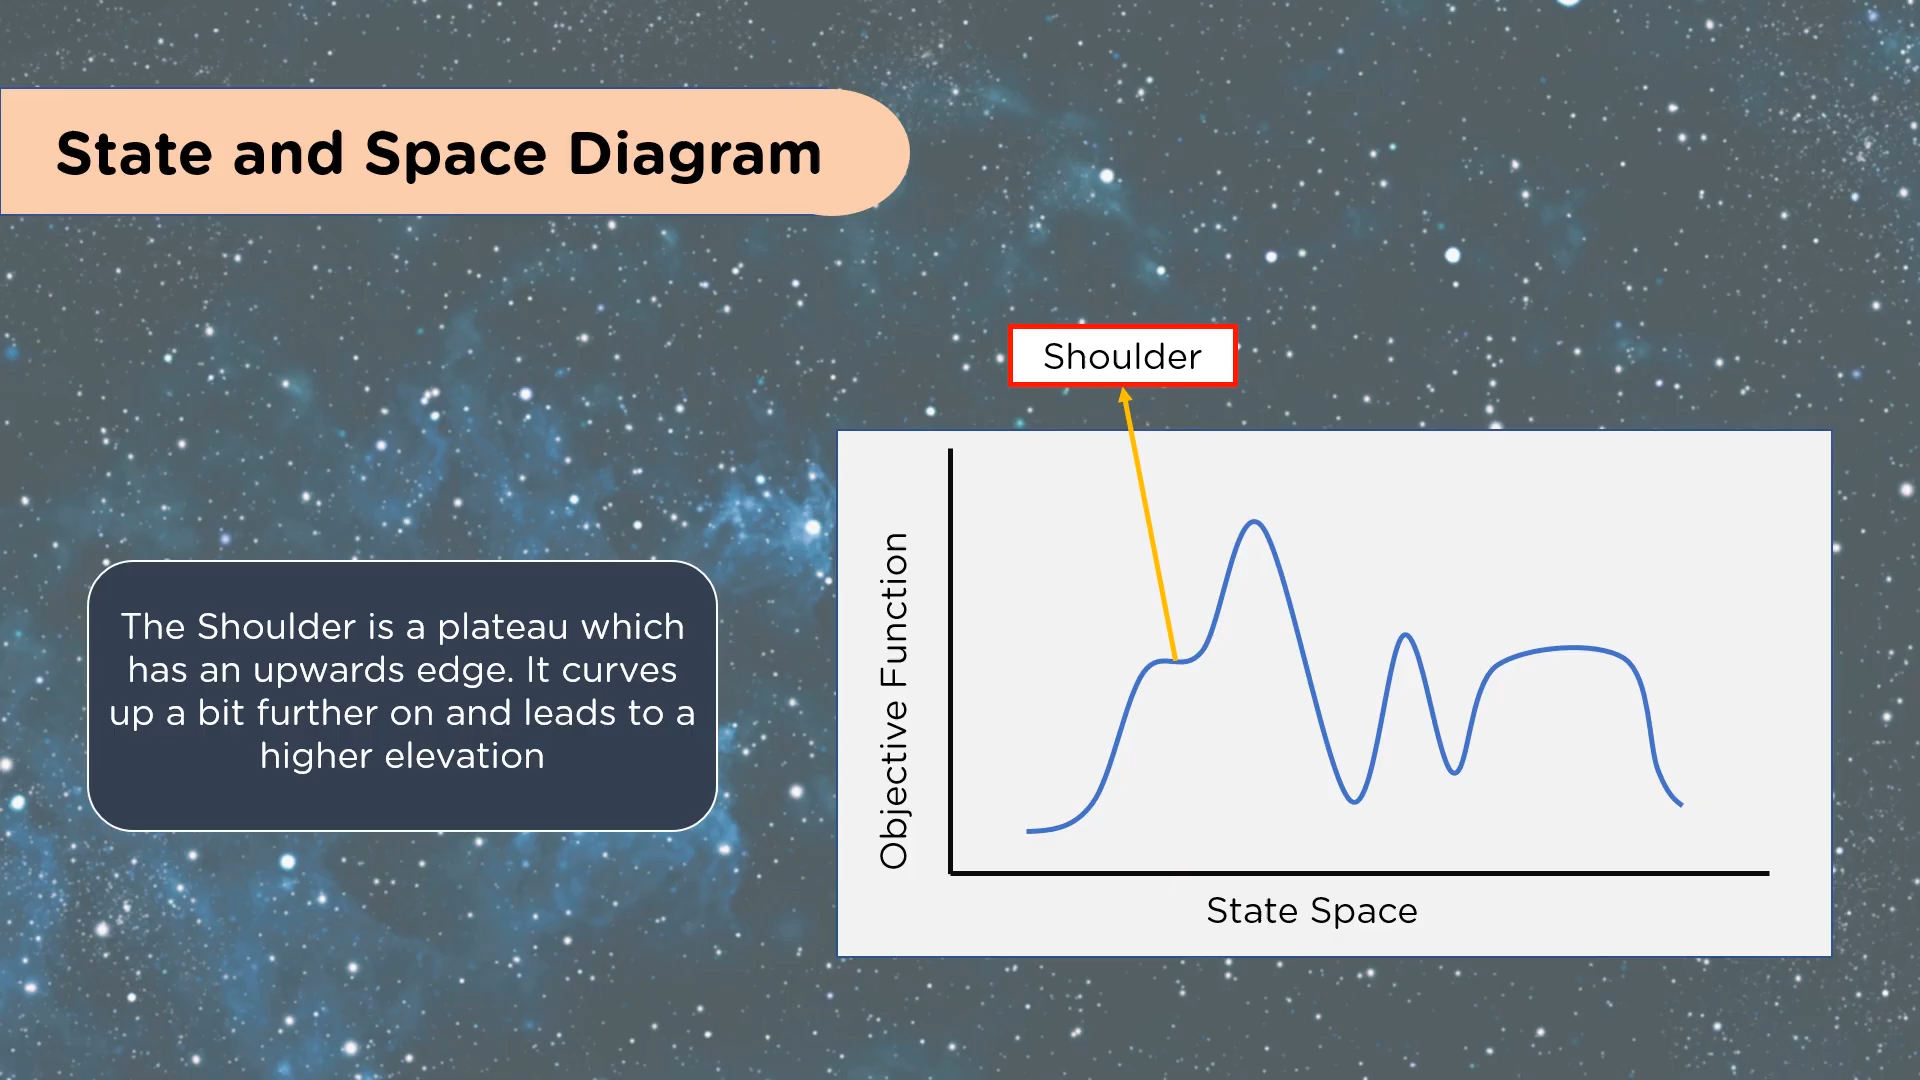 State and Space Diagram
Shoulder
The Shoulder is a plateau which
has an upwards edge. It curves
up a bit further on and leads to a
higher elevation
Objective Function
State Space